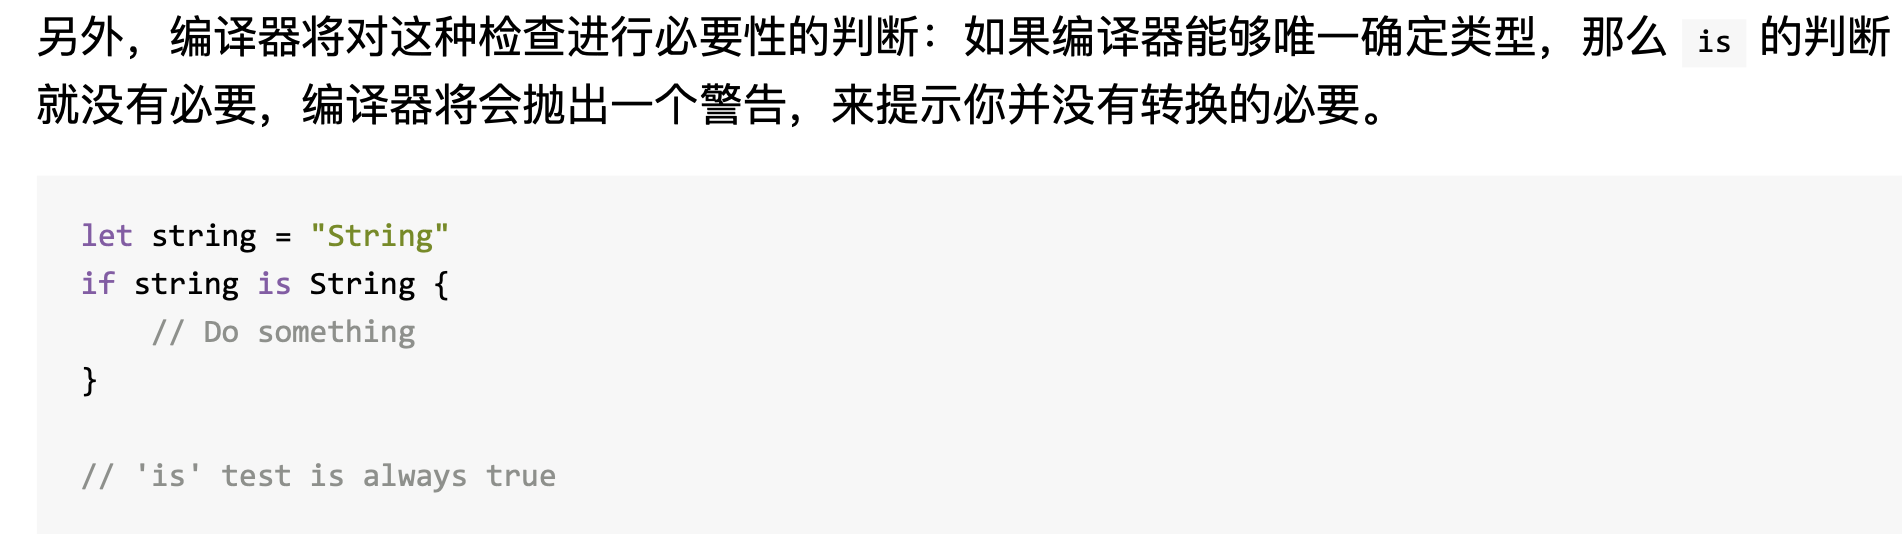 另外，编译器将对这种检查进行必要性的判断：如果编译器能够唯一确定类型，那么 is 的判断
就没有必要，编译器将会抛出一个警告，来提示你并没有转换的必要。
let string = "String"
if string is String {
    // Do something
}
// 'is' test is always true